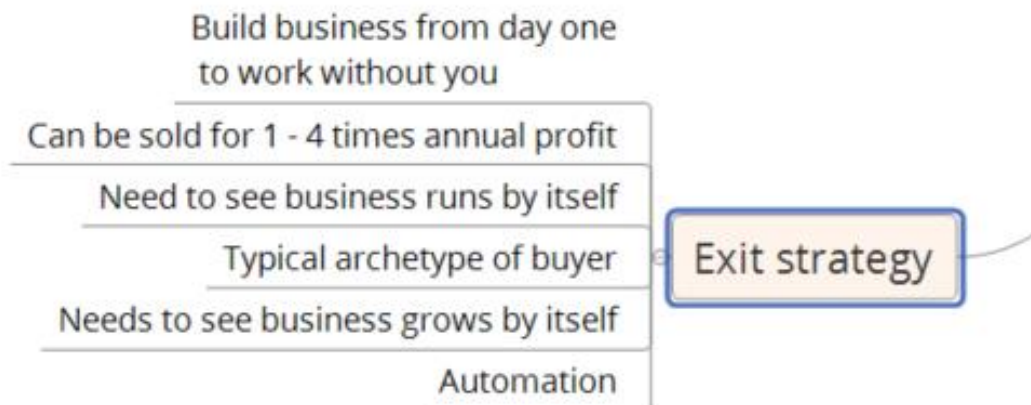 Build business from day one
to work without you
Can be sold for 1 - 4 times annual profit
Need to see business runs by itself
Typical archetype of buyer
Needs to see business grows by itself
Automation
Exit strategy